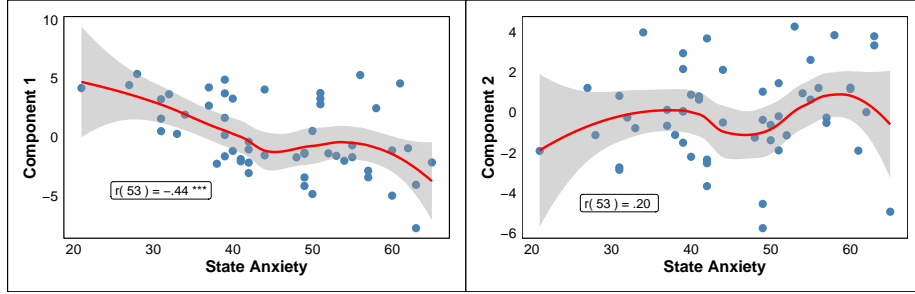 10
5
0
−5
Component 1
r( 53 ) = −.44 ***
20 30 40 50 60
State Anxiety
4
2
0
−2
−4
−6
Component 2
r( 53 ) = .20
20 30 40 50 60
State Anxiety